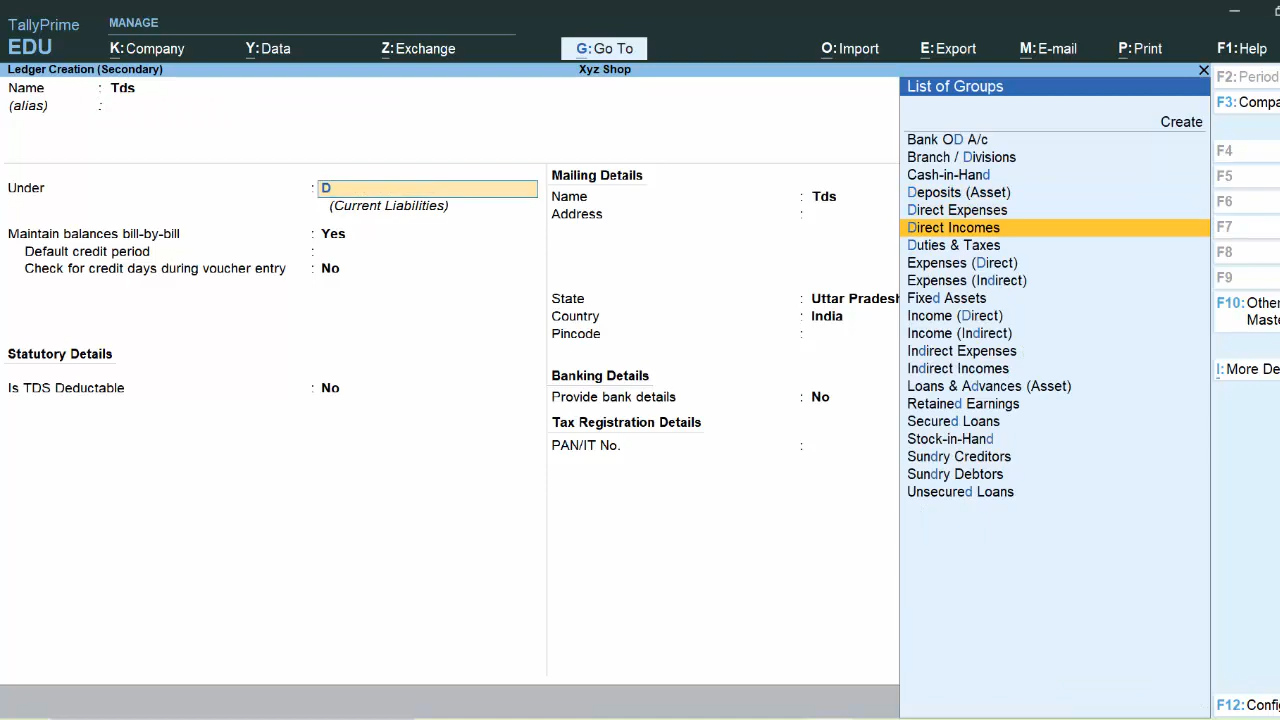 TallyPrime
MANAGE
EDU
K:Company
Y:Data
Z:Exchange
G:Go To
O:Import
E:Export
M:E-mail
P:Print
F1:Help
Ledger Creation (Secondary)
Xyz Shop
Name : Tds
(alias) :
Under : D
(Current Liabilities)
Maintain balances bill-by-bill : Yes
Default credit period :
Check for credit days during voucher entry : No
Statutory Details
Is TDS Deductable : No
Mailing Details
Name : Tds
Address :
State : Uttar Pradesh
Country : India
Pincode :
Banking Details
Provide bank details : No
Tax Registration Details
PAN/IT No. :
List of Groups
Create
Bank OD A/c
Branch / Divisions
Cash-in-Hand
Deposits (Asset)
Direct Expenses
Direct Incomes
Duties & Taxes
Expenses (Direct)
Expenses (Indirect)
Fixed Assets
Income (Direct)
Income (Indirect)
Indirect Expenses
Indirect Incomes
Loans & Advances (Asset)
Retained Earnings
Secured Loans
Stock-in-Hand
Sundry Creditors
Sundry Debtors
Unsecured Loans
F2:Period
F3:Compa
F4
F5
F6
F7
F8
F9
F10:Other
Maste
I:More De
F12:Confi